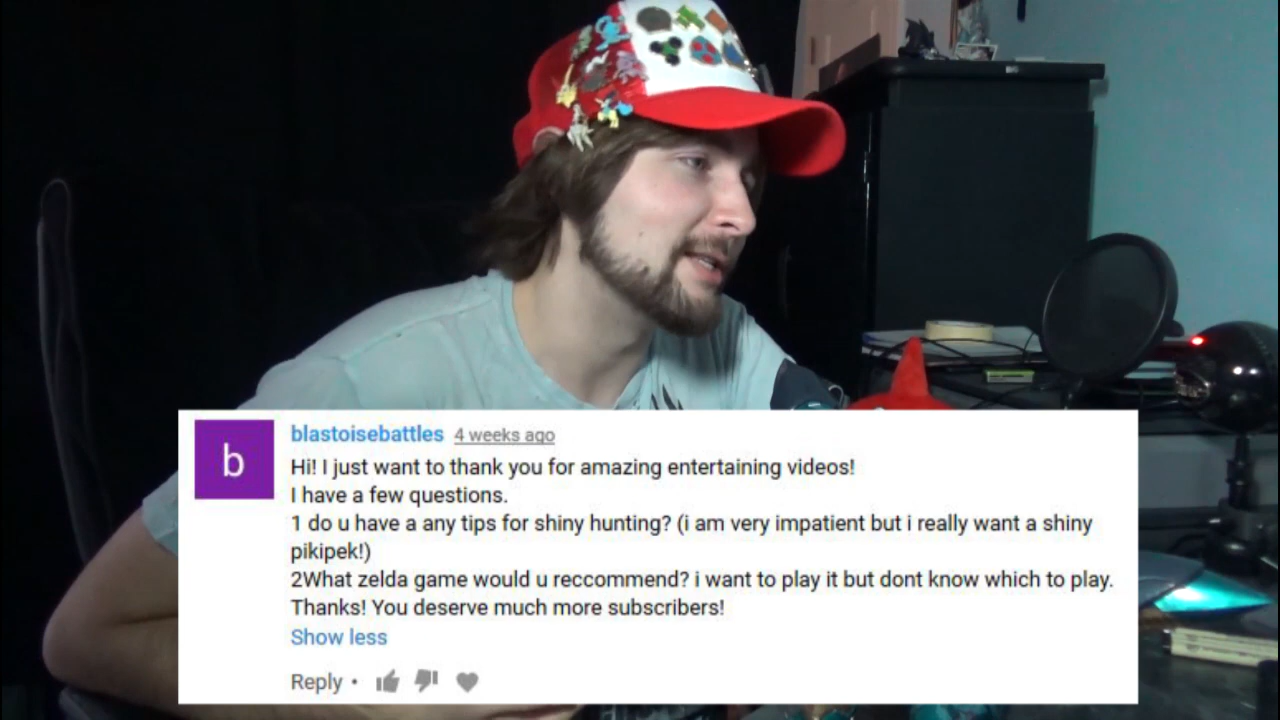 b
blastoisebattles 4 weeks ago
Hi! I just want to thank you for amazing entertaining videos!
I have a few questions.
1 do u have a any tips for shiny hunting? (i am very impatient but i really want a shiny
pikipek!)
2What zelda game would u reccommend? i want to play it but dont know which to play.
Thanks! You deserve much more subscribers!
Show less
Reply •